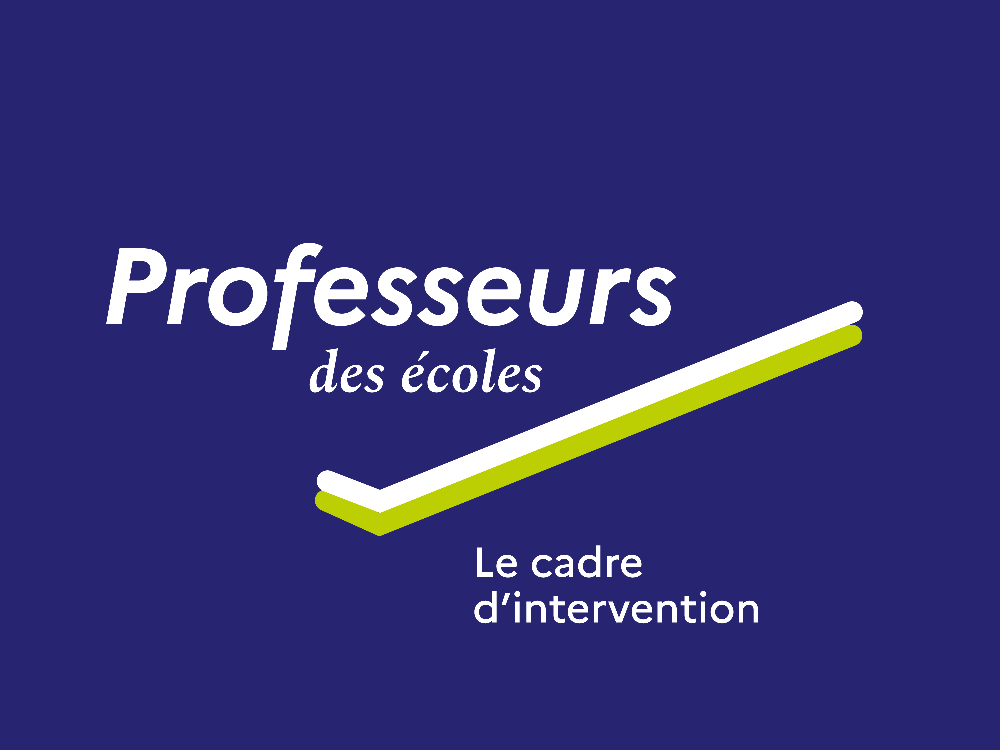 Professeurs
des écoles
Le cadre
d'intervention